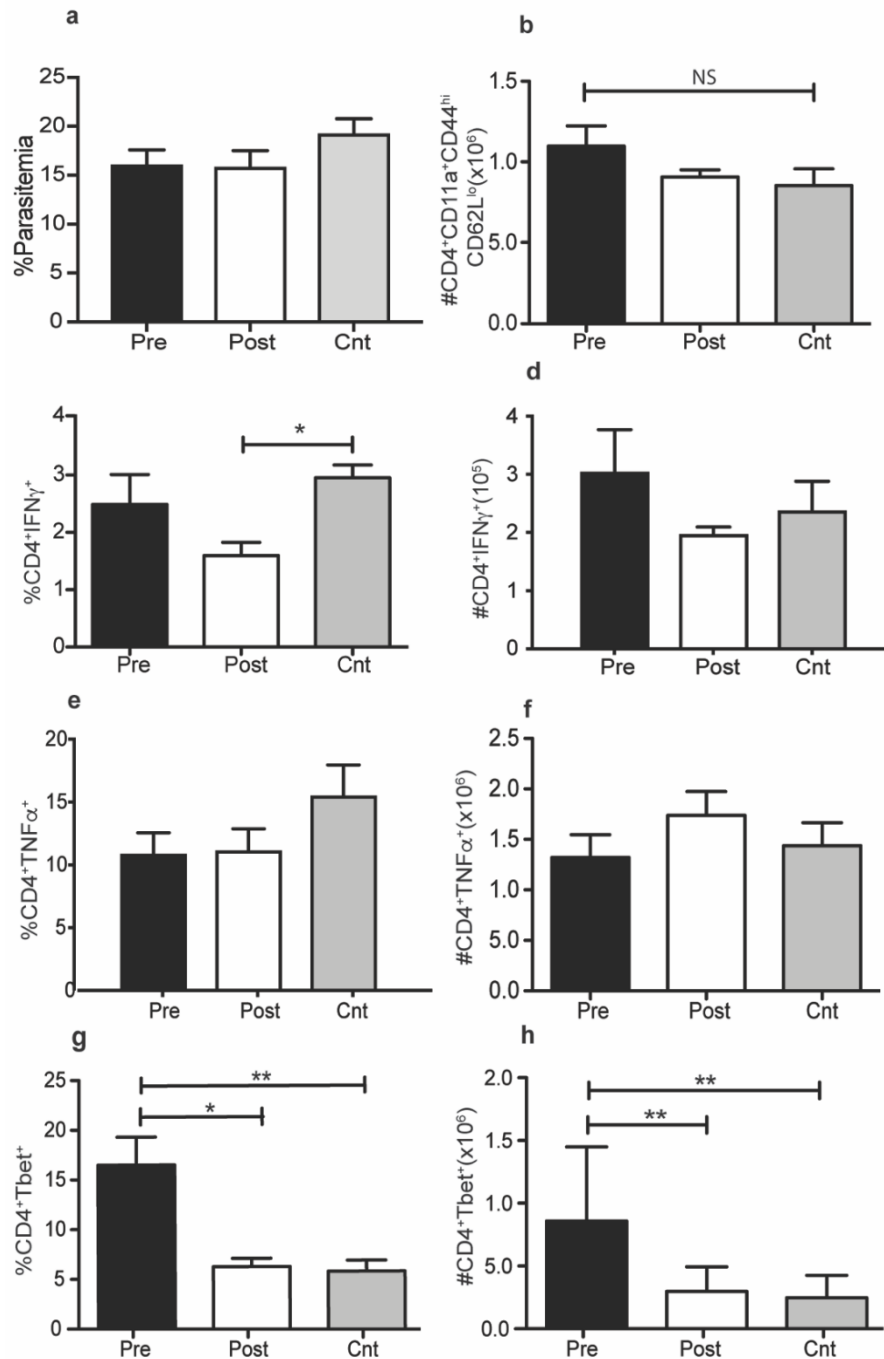 a
%Parasitemia
25
20
15
10
5
0
Pre Post Cnt
b
#CD4⁺CD11a⁺CD44ʰⁱ
CD62Lˡᵒ(x10⁶)
1.5
1.0
5.0
0.0
NS
Pre Post Cnt
%CD4⁺IFNγ⁺
4
3
2
1
0
*
Pre Post Cnt
d
#CD4⁺IFNγ⁺(10⁵)
4
3
2
1
0
Pre Post Cnt
e
%CD4⁺TNFα⁺
20
15
10
5
0
Pre Post Cnt
f
#CD4⁺TNFα⁺(x10⁶)
2.5
2.0
1.5
1.0
5.0
0.0
Pre Post Cnt
g
%CD4⁺Tbet⁺
25
20
15
10
5
0
**
*
Pre Post Cnt
h
#CD4⁺Tbet⁺(x10⁶)
2.0
1.5
1.0
5.0
0.0
**
**
Pre Post Cnt